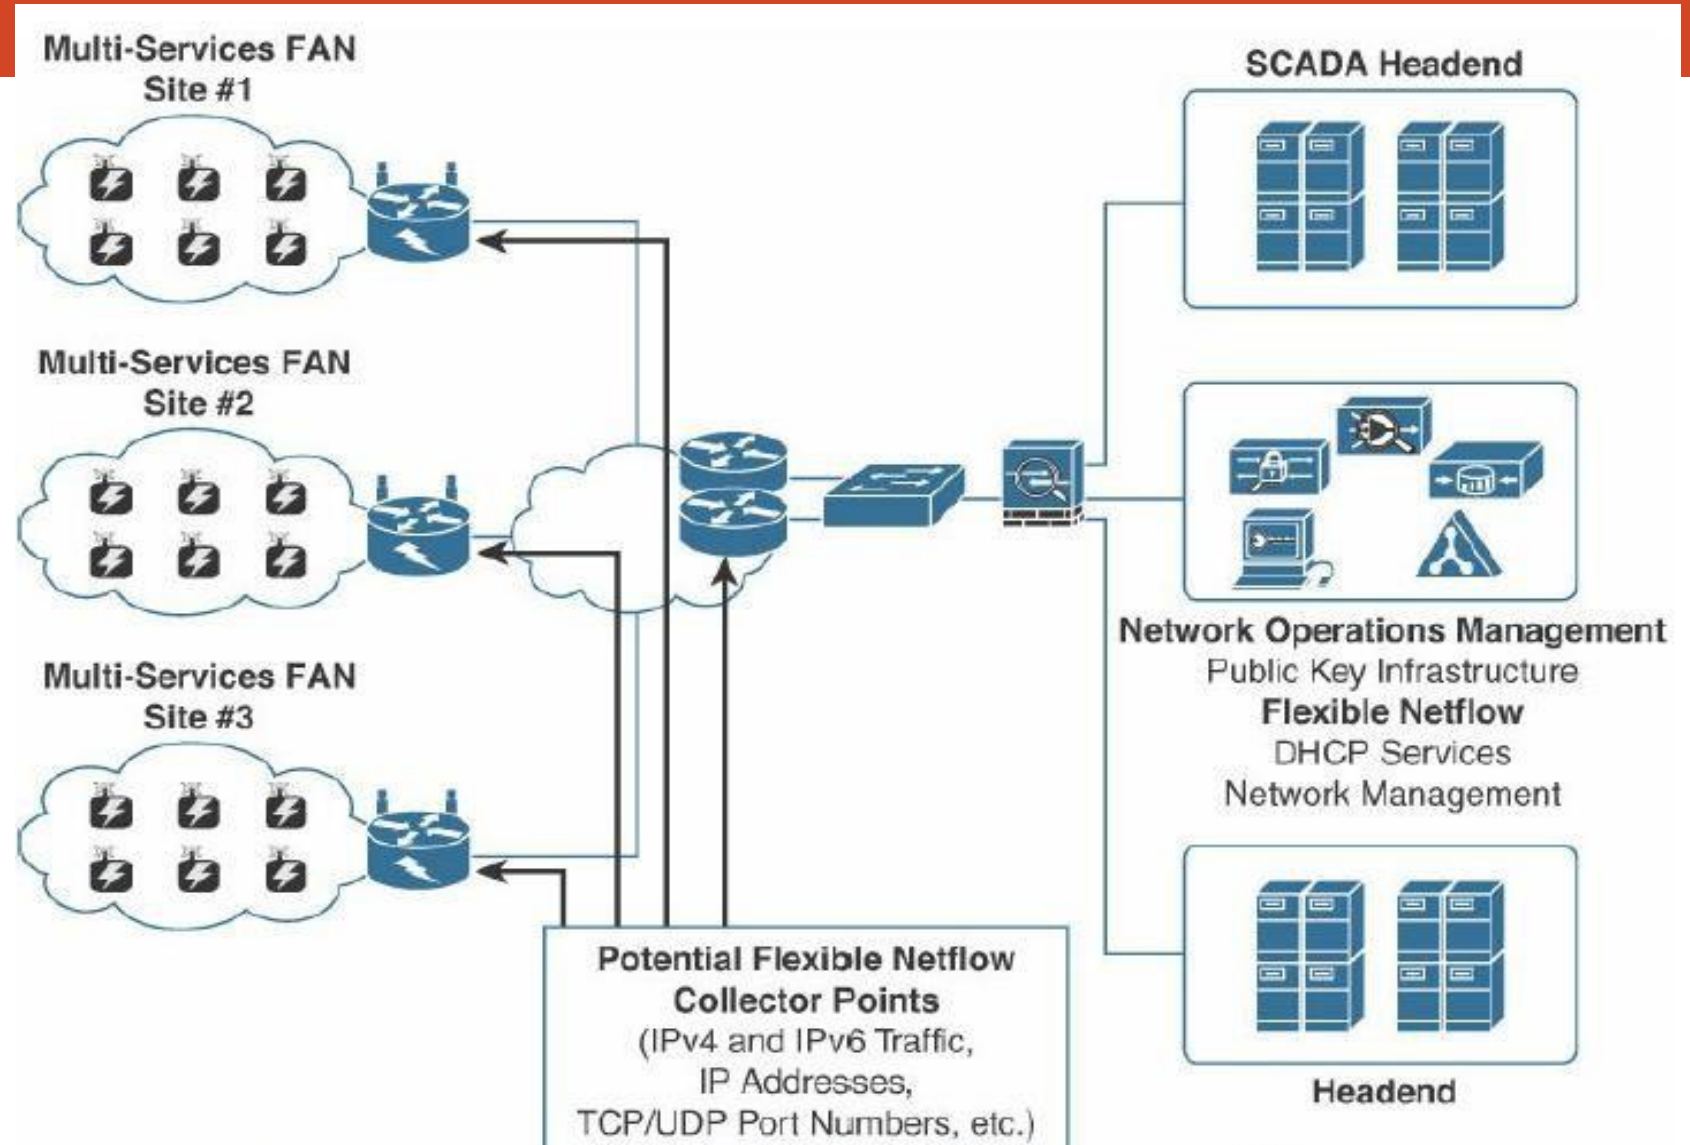 Multi-Services FAN
Site #1
SCADA Headend
Multi-Services FAN
Site #2
Network Operations Management
Public Key Infrastructure
Flexible Netflow
DHCP Services
Network Management
Multi-Services FAN
Site #3
Potential Flexible Netflow
Collector Points
(IPv4 and IPv6 Traffic,
IP Addresses,
TCP/UDP Port Numbers, etc.)
Headend